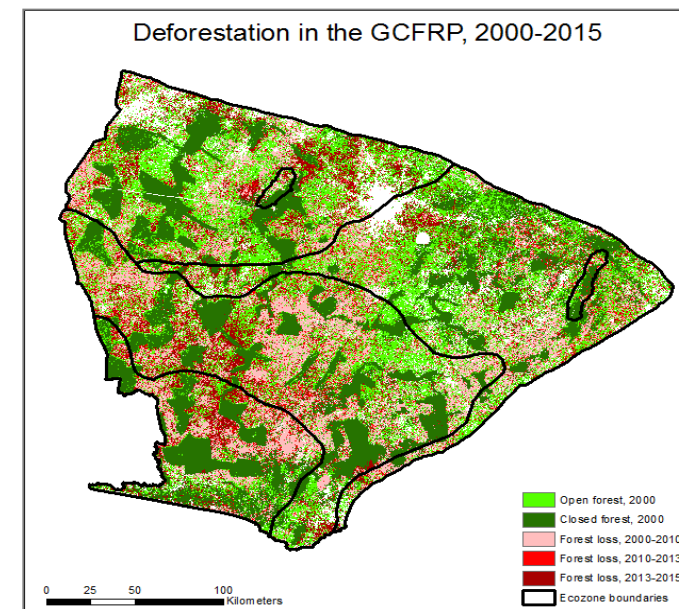 Deforestation in the GCFRP, 2000-2015
Open forest, 2000
Closed forest, 2000
Forest loss, 2000-2010
Forest loss, 2010-2013
Forest loss, 2013-2015
Ecozone boundaries
0 25 50 100
Kilometers